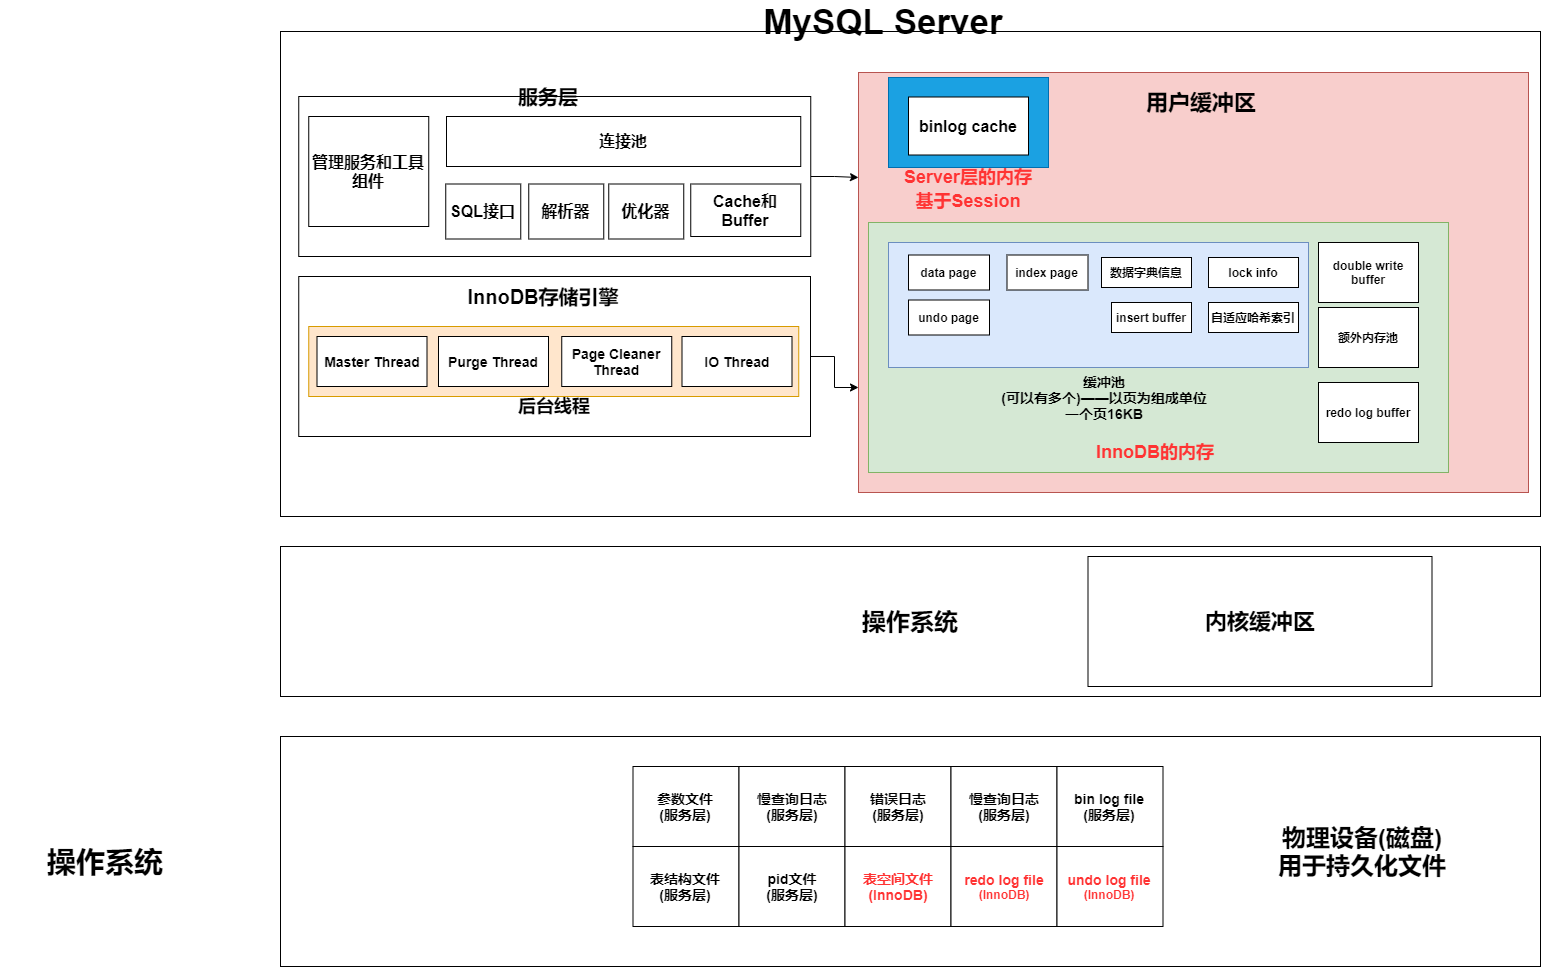 MySQL Server
服务层
管理服务和工具
组件
连接池
SQL接口
解析器
优化器
Cache和
Buffer
InnoDB存储引擎
Master Thread
Purge Thread
Page Cleaner
Thread
IO Thread
后台线程
用户缓冲区
binlog cache
Server层的内存
基于Session
data page
index page
数据字典信息
lock info
undo page
insert buffer
自适应哈希索引
double write
buffer
额外内存池
redo log buffer
缓冲池
(可以有多个)——以页为组成单位
一个页16KB
InnoDB的内存
操作系统
内核缓冲区
操作系统
参数文件
(服务层)
慢查询日志
(服务层)
错误日志
(服务层)
慢查询日志
(服务层)
bin log file
(服务层)
表结构文件
(服务层)
pid文件
(服务层)
表空间文件
(InnoDB)
redo log file
(InnoDB)
undo log file
(InnoDB)
物理设备(磁盘)
用于持久化文件